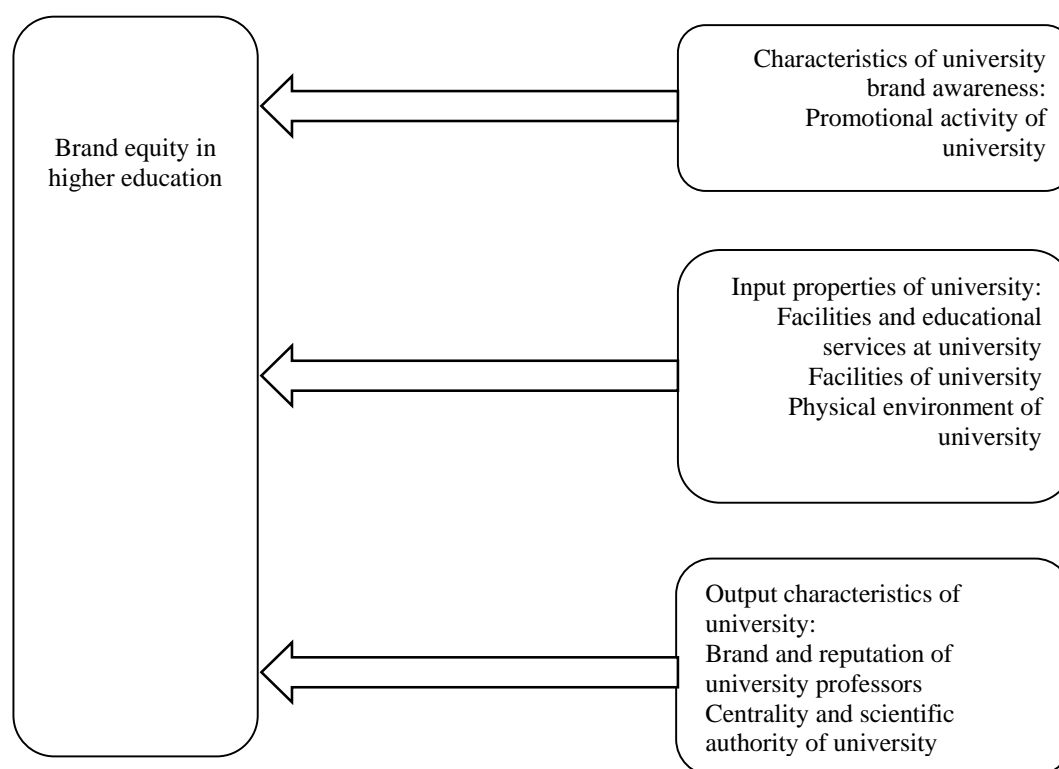 Brand equity in
higher education
Characteristics of university
brand awareness:
Promotional activity of
university
Input properties of university:
Facilities and educational
services at university
Facilities of university
Physical environment of
university
Output characteristics of
university:
Brand and reputation of
university professors
Centrality and scientific
authority of university